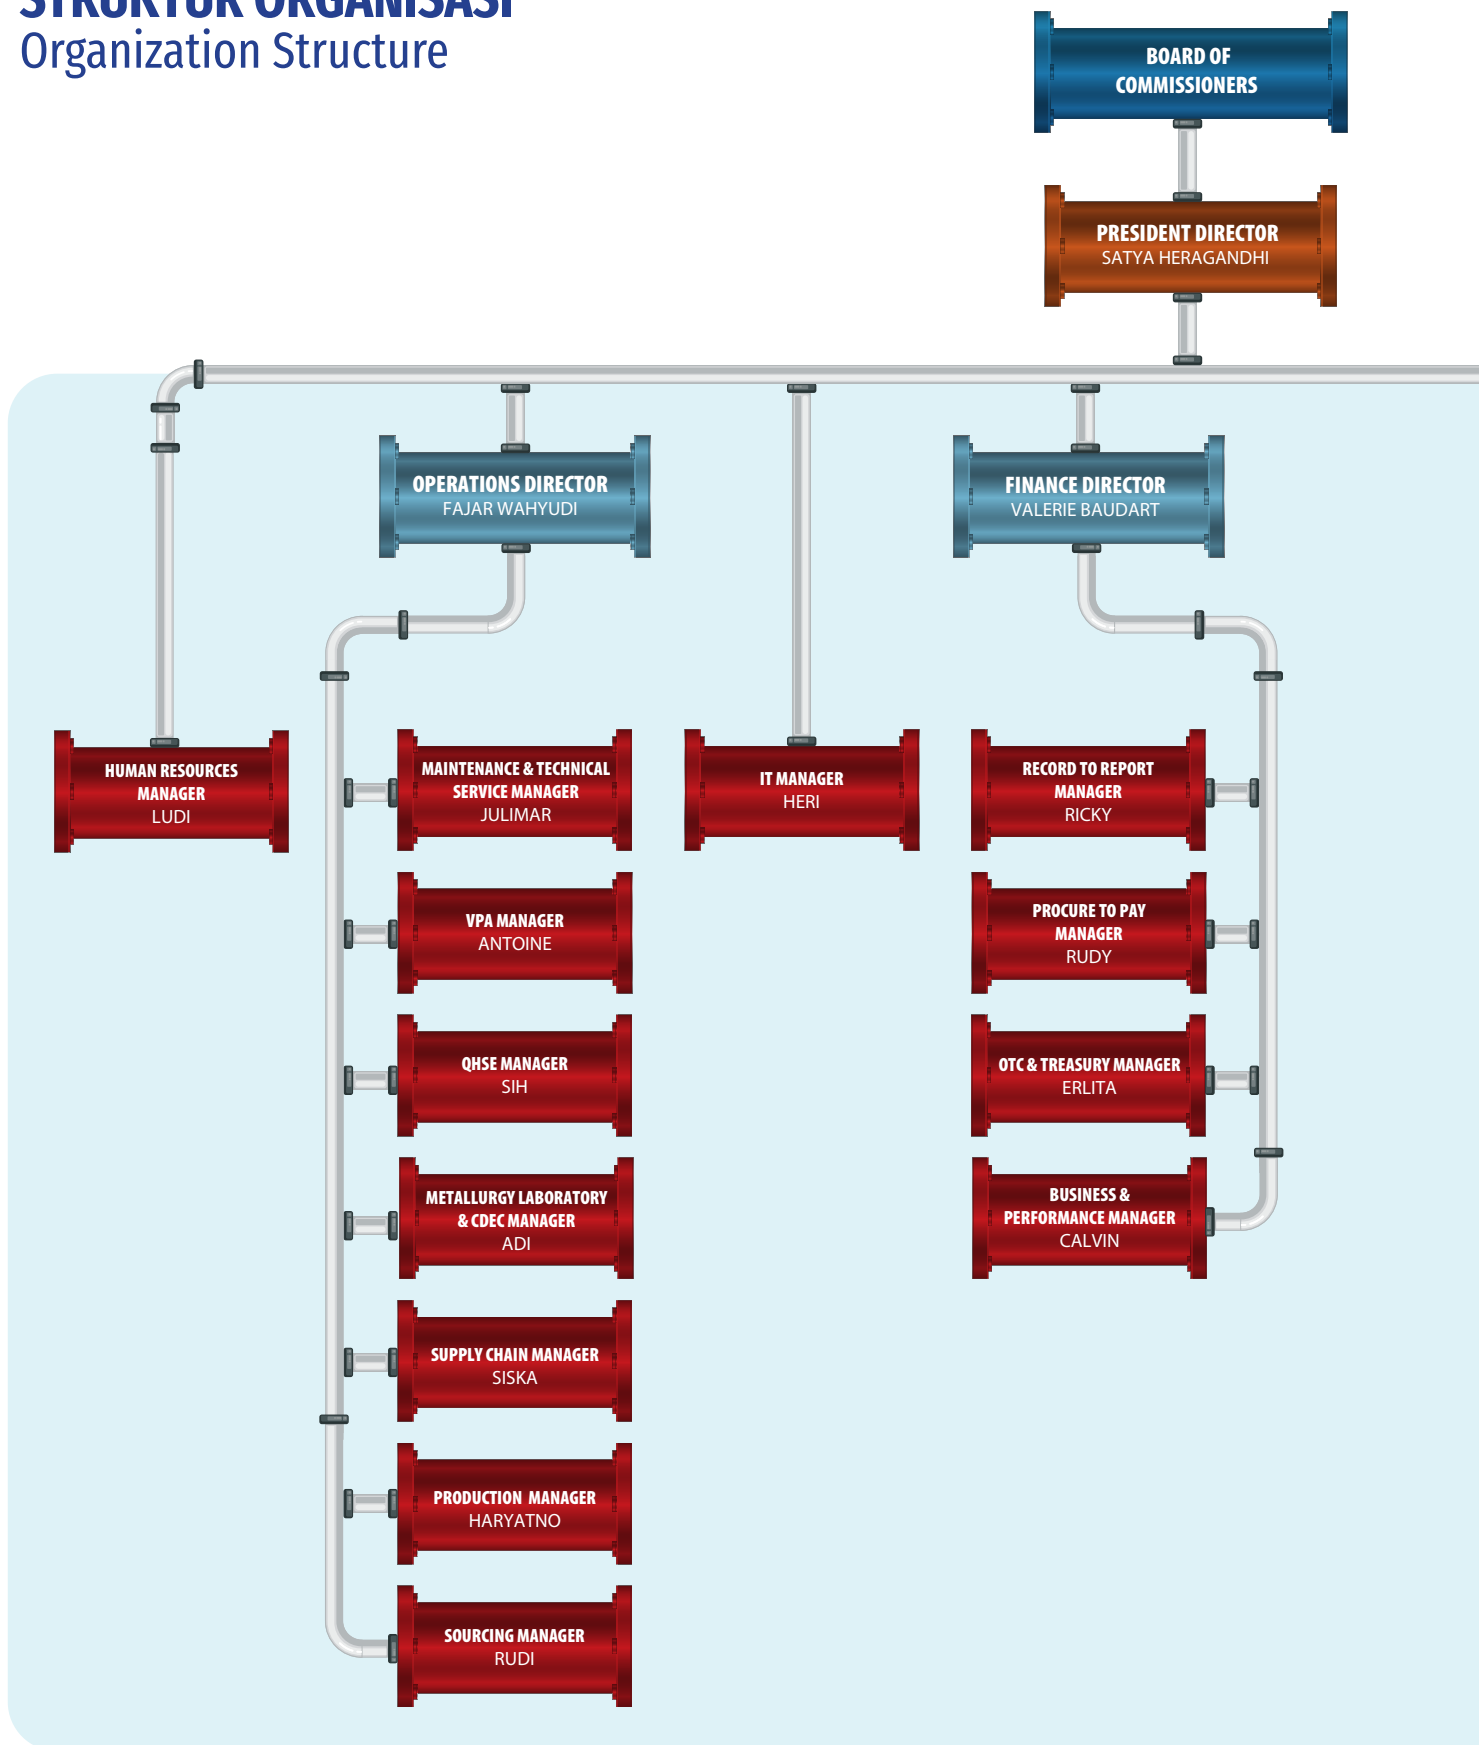 STRUKTUR ORGANISASI
Organization Structure
BOARD OF
COMMISSIONERS
PRESIDENT DIRECTOR
SATYA HERAGANDHI
OPERATIONS DIRECTOR
FAJAR WAHYUDI
FINANCE DIRECTOR
VALERIE BAUDART
HUMAN RESOURCES
MANAGER
LUDI
MAINTENANCE & TECHNICAL
SERVICE MANAGER
JULIMAR
IT MANAGER
HERI
RECORD TO REPORT
MANAGER
RICKY
VPA MANAGER
ANTOINE
PROCURE TO PAY
MANAGER
RUDY
QHSE MANAGER
SIH
OTC & TREASURY MANAGER
ERLITA
METALLURGY LABORATORY
& CDEC MANAGER
ADI
BUSINESS &
PERFORMANCE MANAGER
CALVIN
SUPPLY CHAIN MANAGER
SISKA
PRODUCTION MANAGER
HARYATNO
SOURCING MANAGER
RUDI